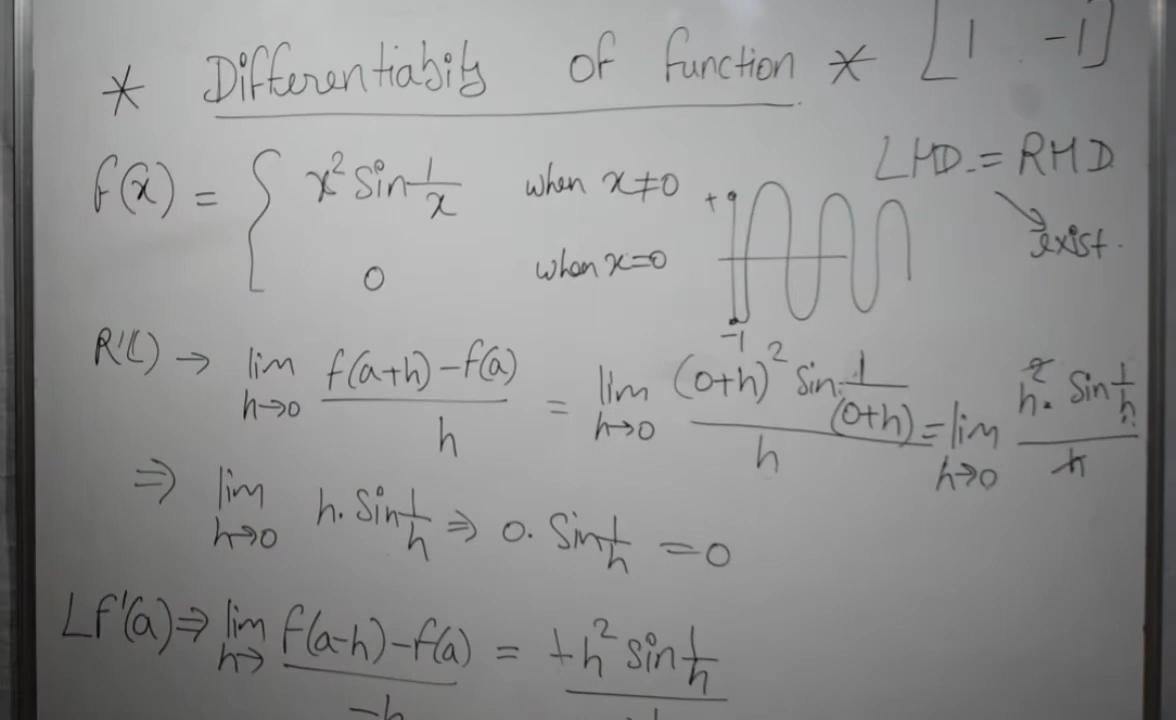 * Differentiabity of function * [1 -1]
LHD = RHD
f(x) = { x² sin 1/x when x≠0
+
exist.
0 when x=0
-1
R'( ) → lim h→0 f(a+h)-f(a) / h = lim h→0 (0+h)² sin 1/(0+h) / h = lim h→0 h². sin 1/h / h
⇒ lim h→0 h. sin 1/h ⇒ 0. sin 1/h = 0
Lf'(a) ⇒ lim h→ f(a-h)-f(a) / -h = +h² sin 1/h